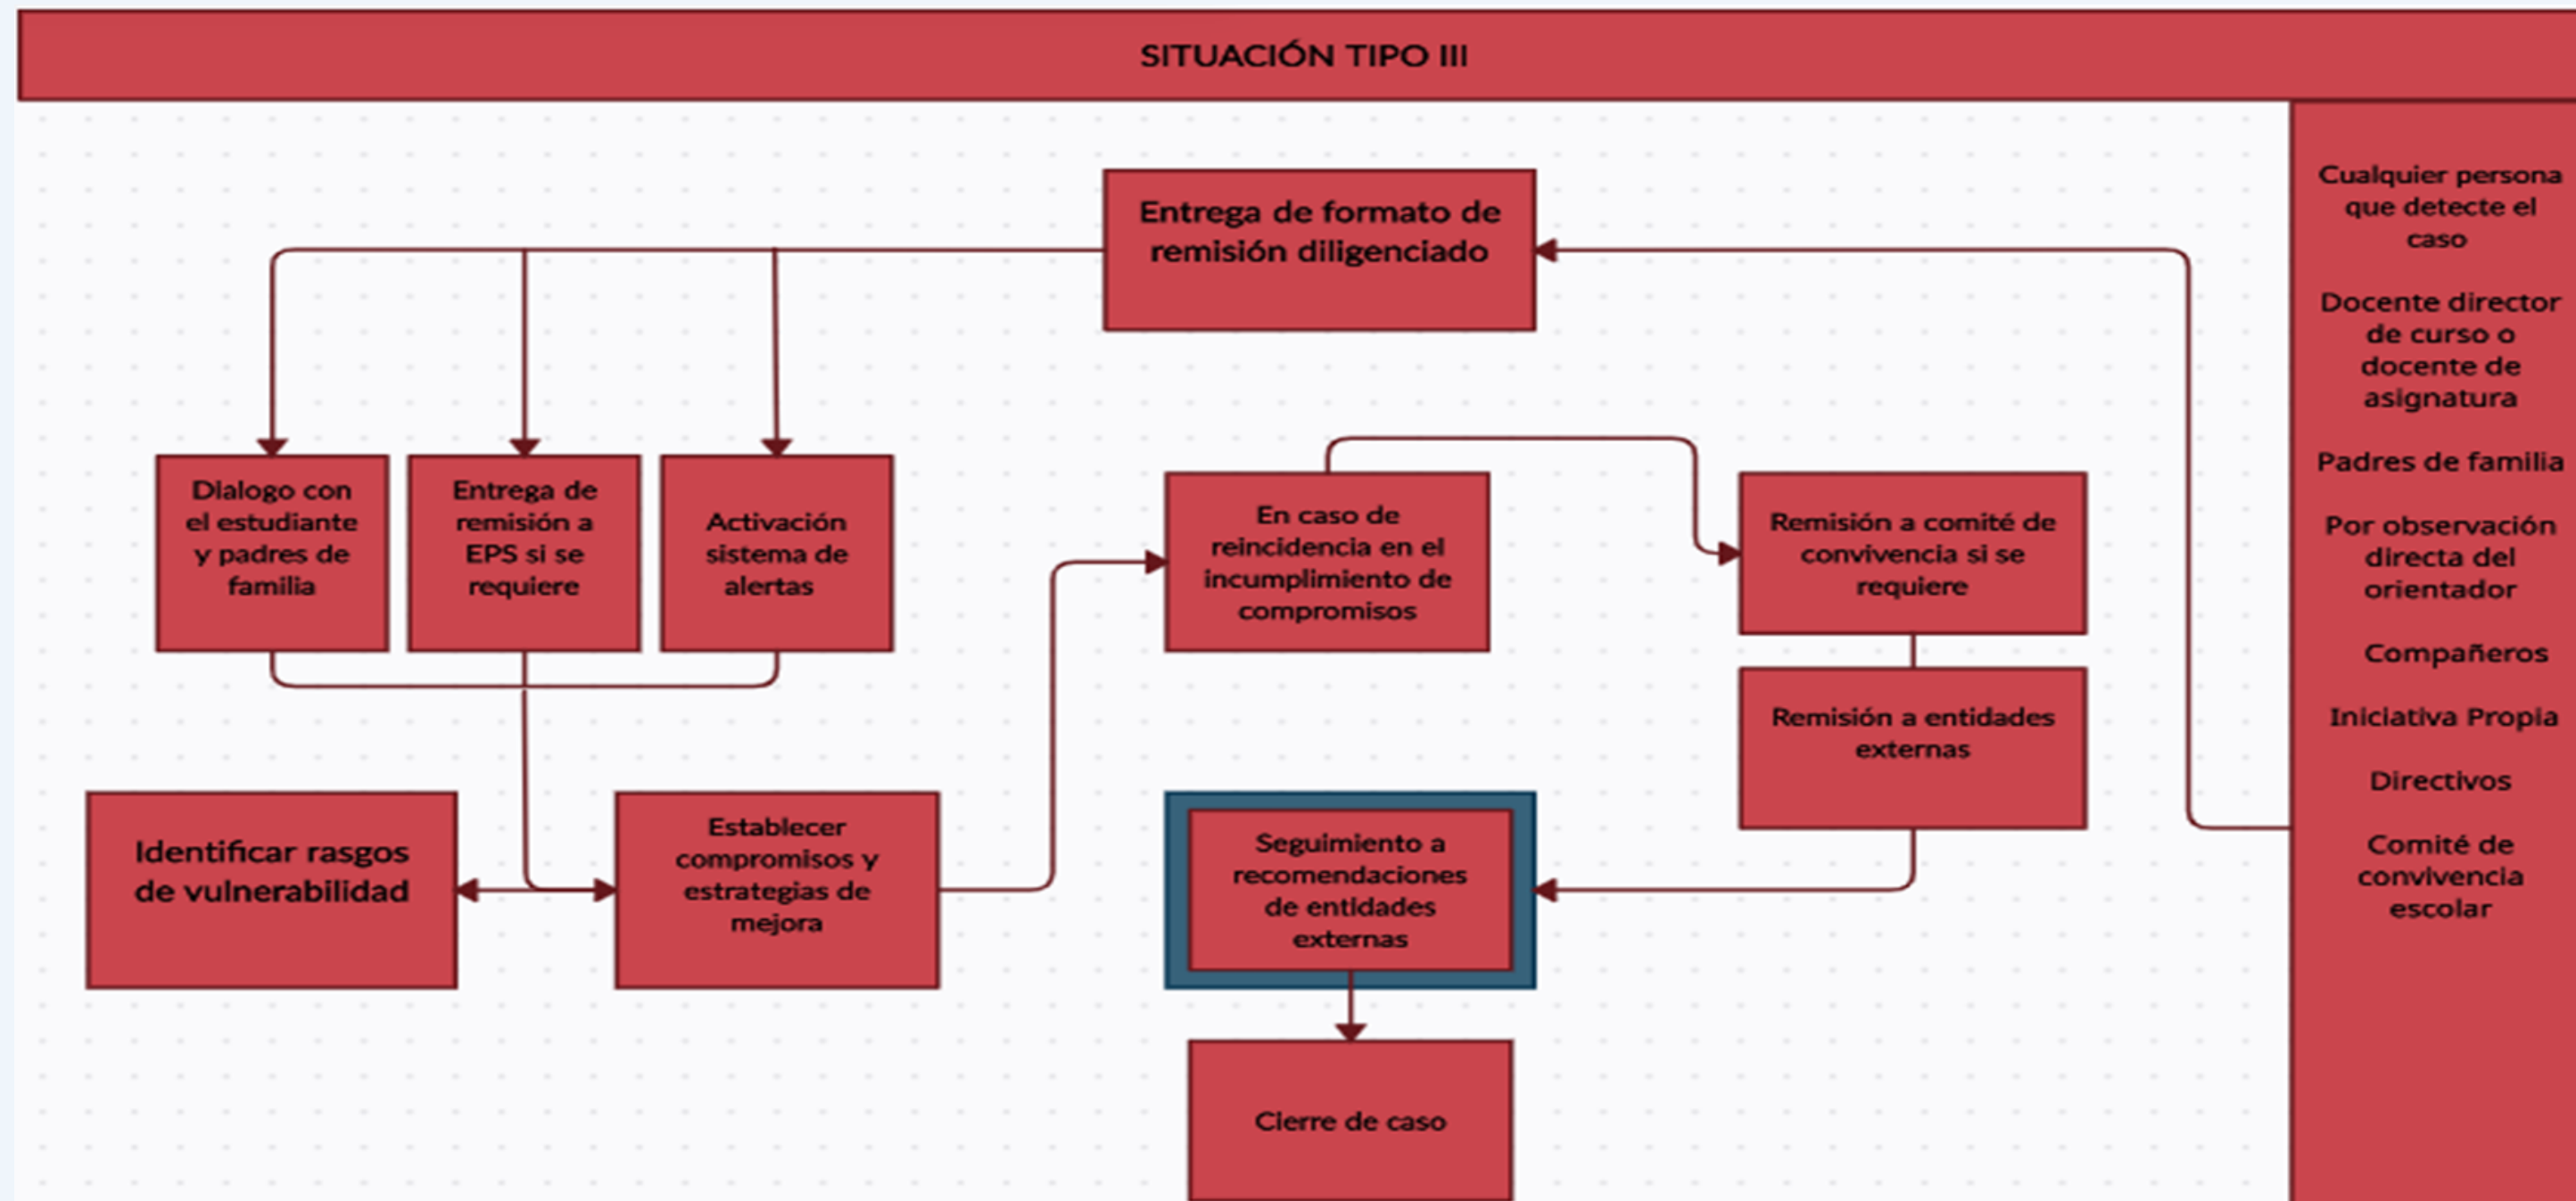 SITUACIÓN TIPO III
Entrega de formato de
remisión diligenciado
Dialogo con
el estudiante
y padres de
familia
Entrega de
remisión a
EPS si se
requiere
Activación
sistema de
alertas
Identificar rasgos
de vulnerabilidad
Establecer
compromisos y
estrategias de
mejora
En caso de
reincidencia en el
incumplimiento de
compromisos
Remisión a comité de
convivencia si se
requiere
Remisión a entidades
externas
Seguimiento a
recomendaciones
de entidades
externas
Cierre de caso
Cualquier persona
que detecte el
caso
Docente director
de curso o
docente de
asignatura
Padres de familia
Por observación
directa del
orientador
Compañeros
Iniciativa Propia
Directivos
Comité de
convivencia
escolar